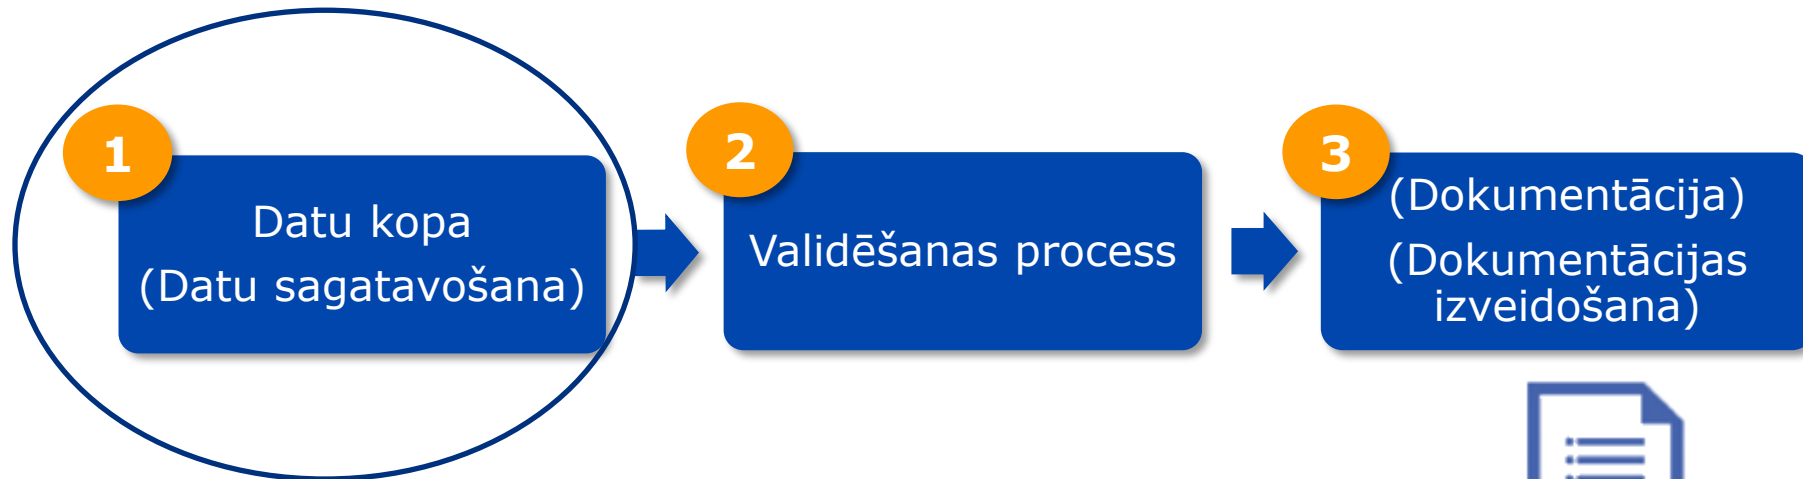 1
Datu kopa
(Datu sagatavošana)
2
Validēšanas process
3
(Dokumentācija)
(Dokumentācijas
izveidošana)